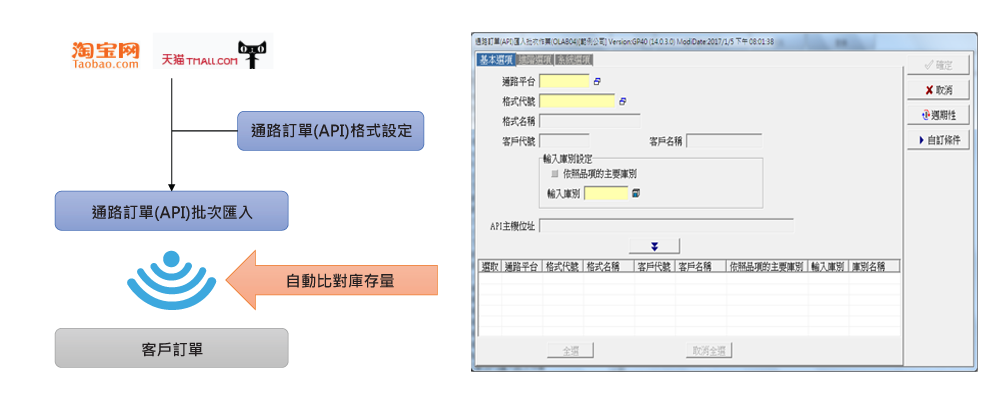 淘宝网
Taobao.com
天猫 TMALL.COM
通路訂單(API)格式設定
通路訂單(API)批次匯入
自動比對庫存量
客戶訂單
通路訂單(API)匯入批次作業(OLAB04)[範例公司] Version:GP40 (14.0.3.0) ModiDate:2017/1/5 下午 08:01:38
基本選項 進階選項 系統選項
通路平台
格式代號
格式名稱
客戶代號 客戶名稱
輸入庫別設定
依照品項的主要庫別
輸入庫別
API主機位址
選取 通路平台 格式代號 格式名稱 客戶代號 客戶名稱 依照品項的主要庫別 輸入庫別 庫別名稱
全選 取消全選
確定
取消
週期性
自訂條件